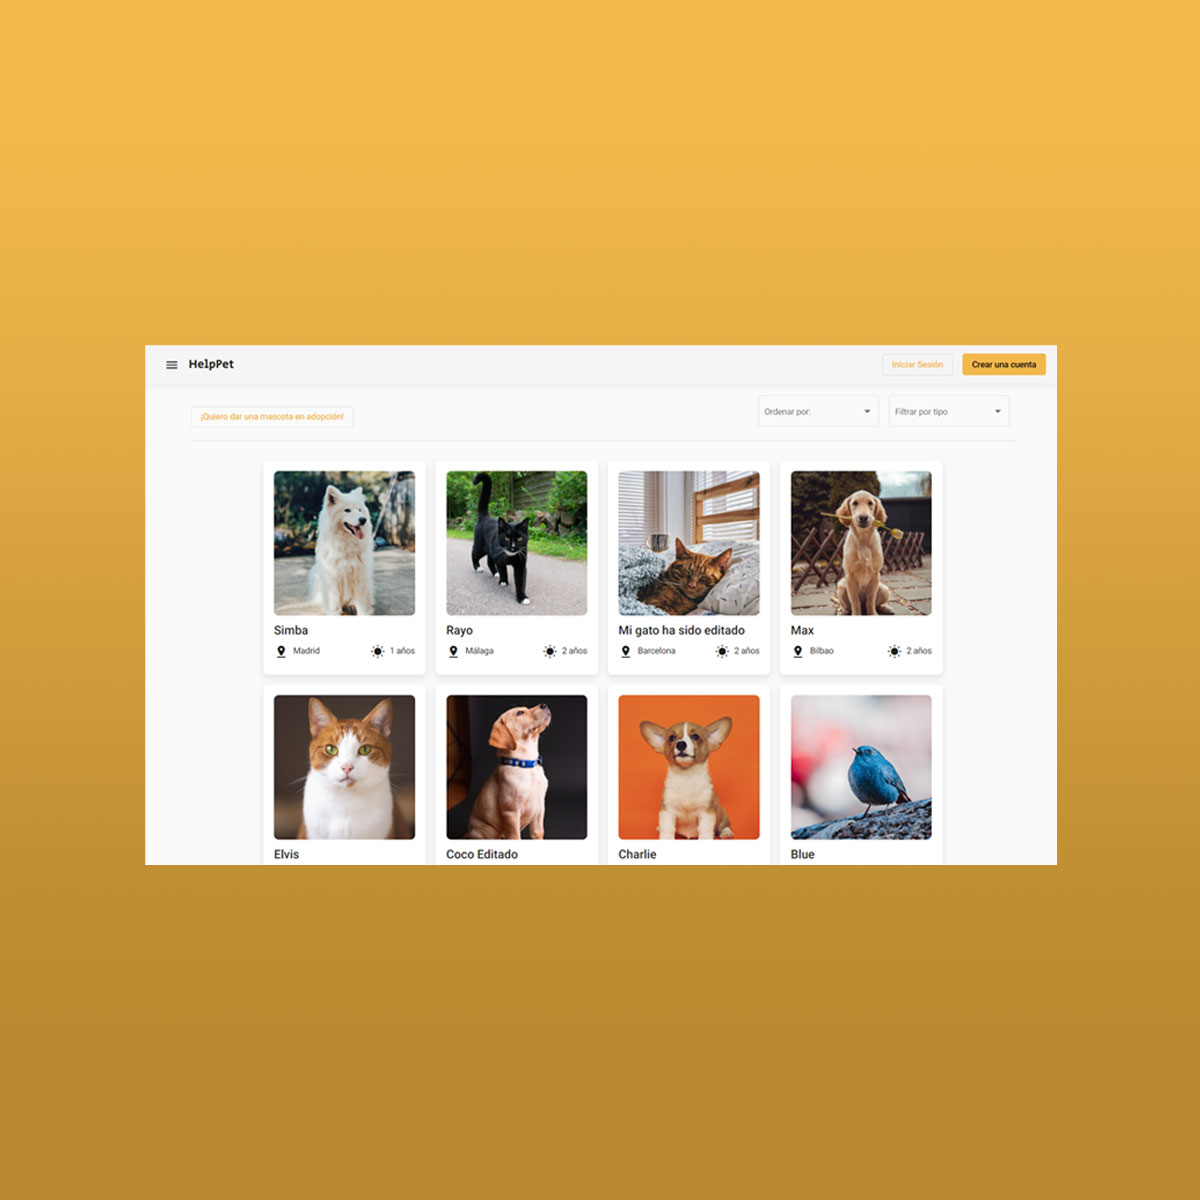 HelpPet
Iniciar Sesión
Crear una cuenta
¡Quiero dar una mascota en adopción!
Ordenar por:
Filtrar por tipo
Simba
Madrid
1 años
Rayo
Málaga
2 años
Mi gato ha sido editado
Barcelona
2 años
Max
Bilbao
2 años
Elvis
Coco Editado
Charlie
Blue